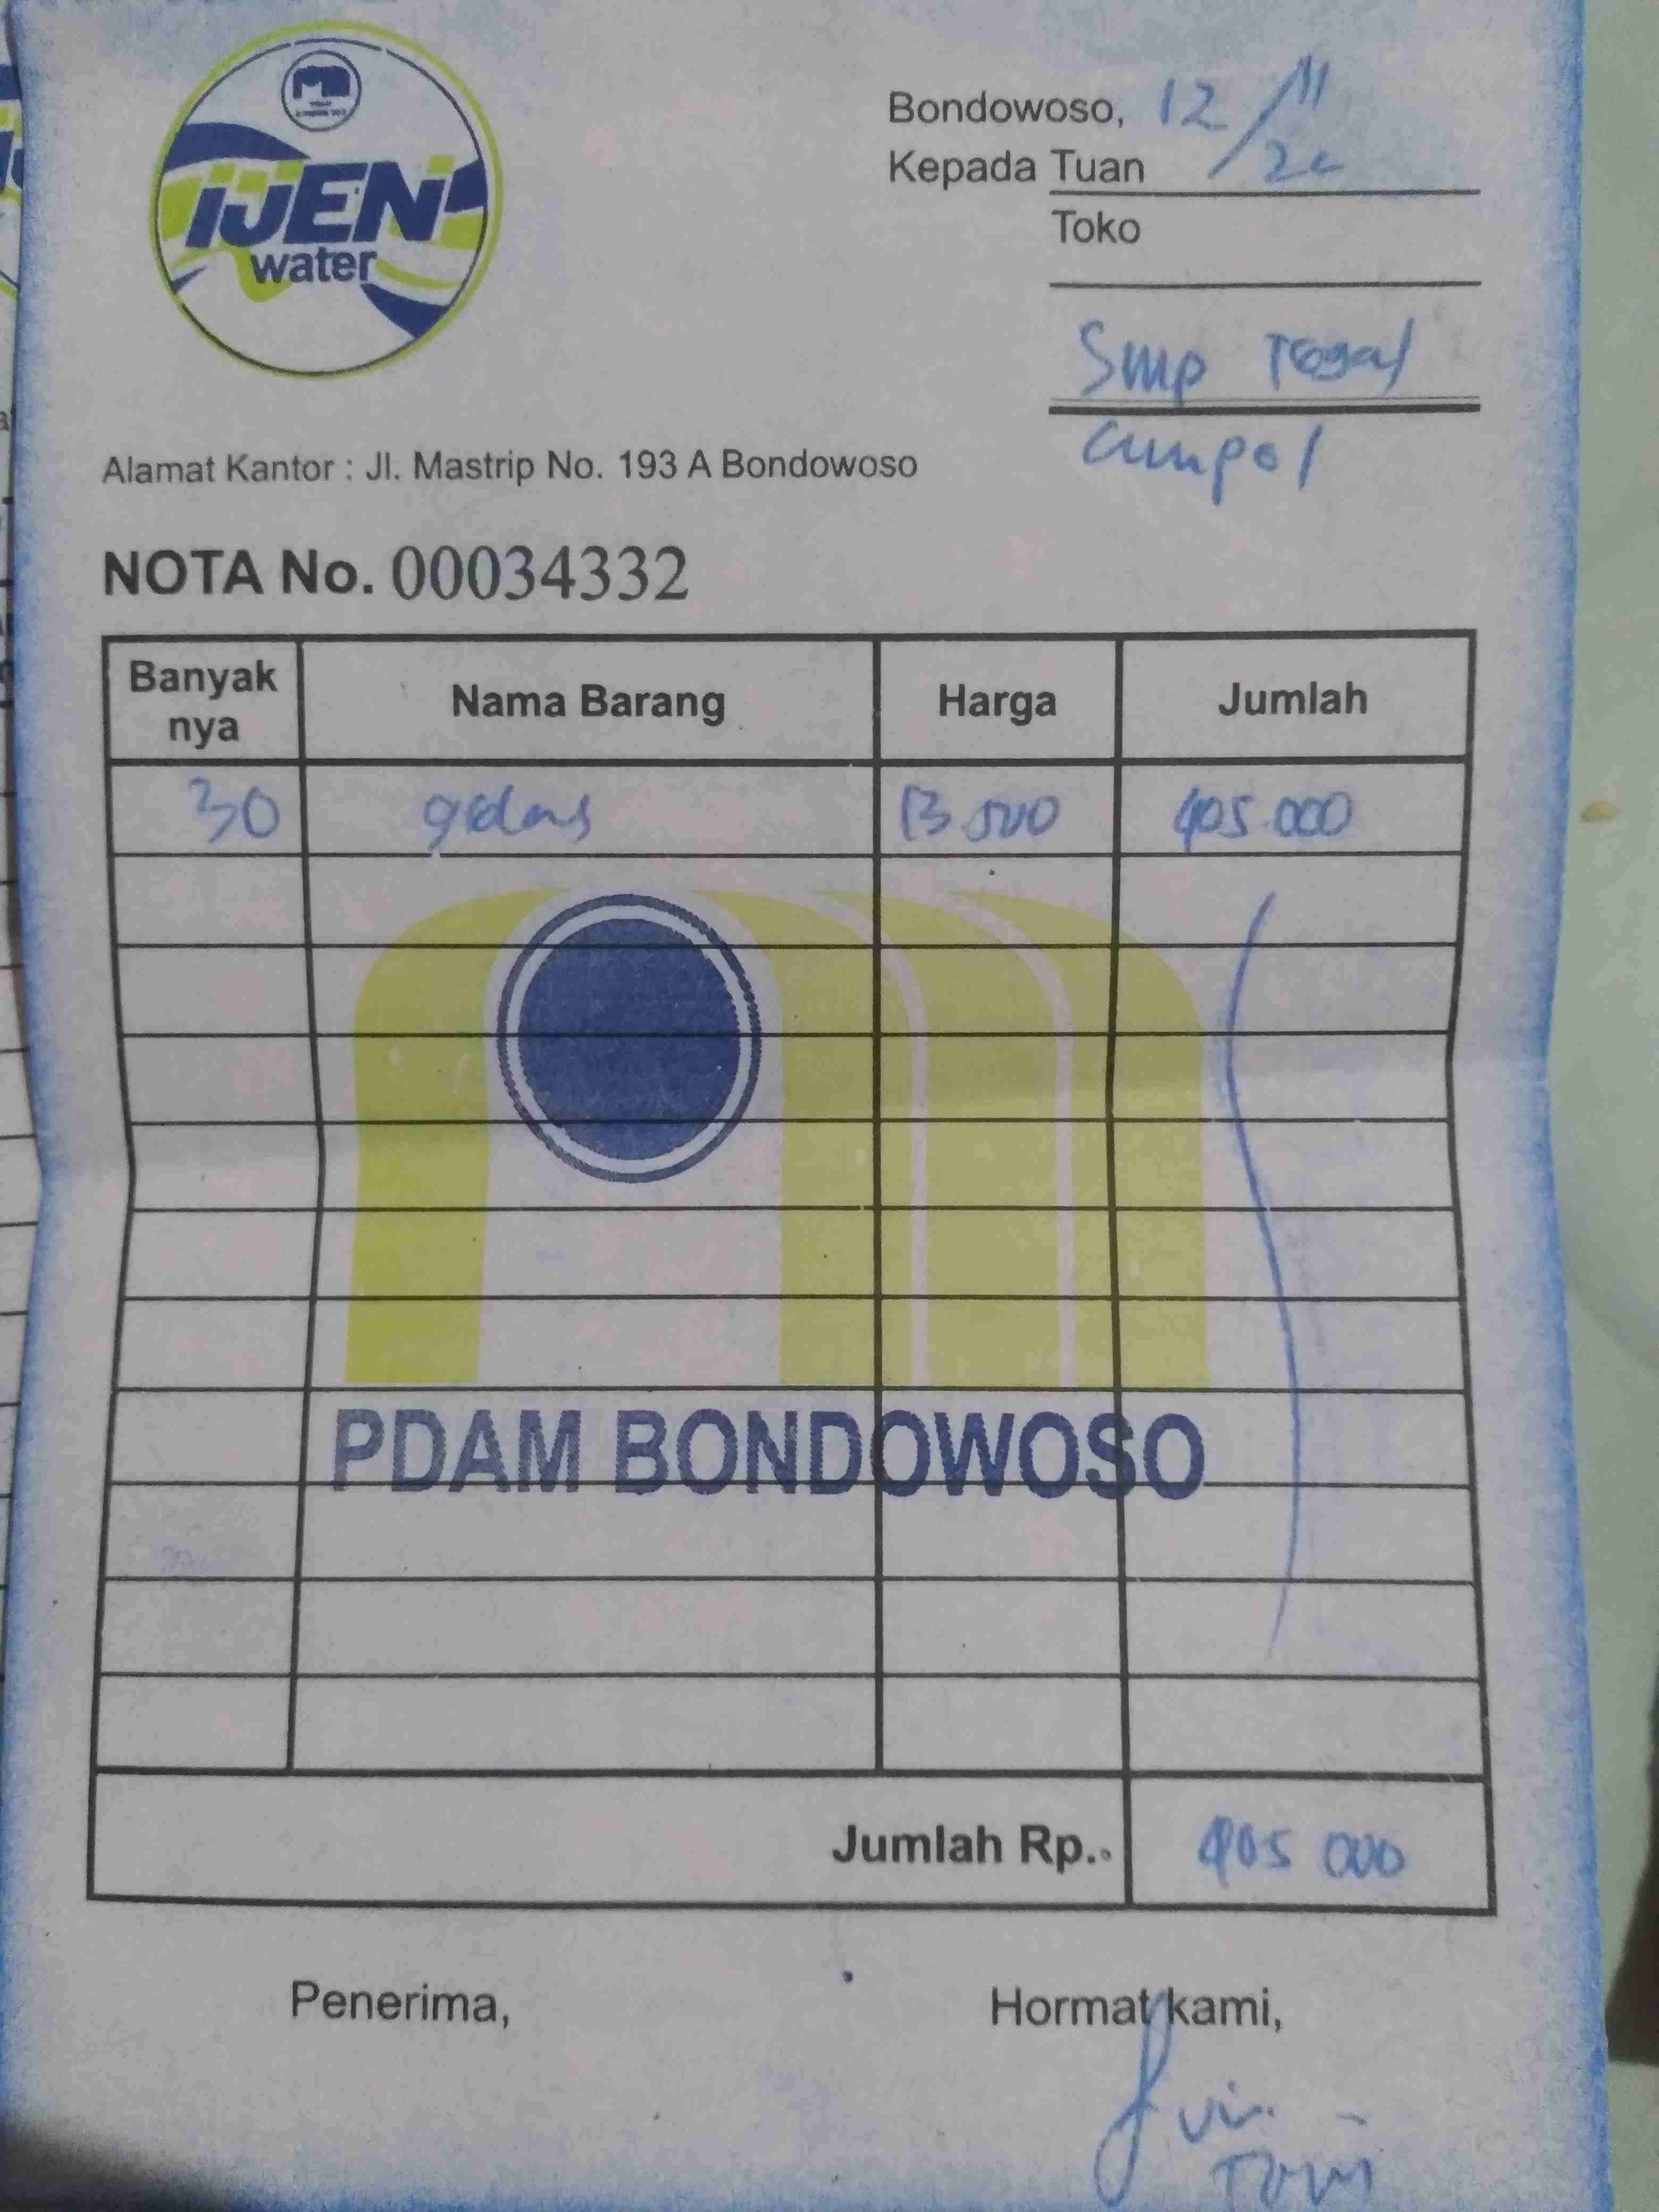 IJEN
water
Bondowoso, 12/11
Kepada Tuan
Toko
Smp Tegal
Ampel
Alamat Kantor : Jl. Mastrip No. 193 A Bondowoso
NOTA No. 00034332
Banyak nya Nama Barang Harga Jumlah
30 gelas 13.500 405.000
PDAM BONDOWOSO
Jumlah Rp. 405 000
Penerima, Hormat kami,